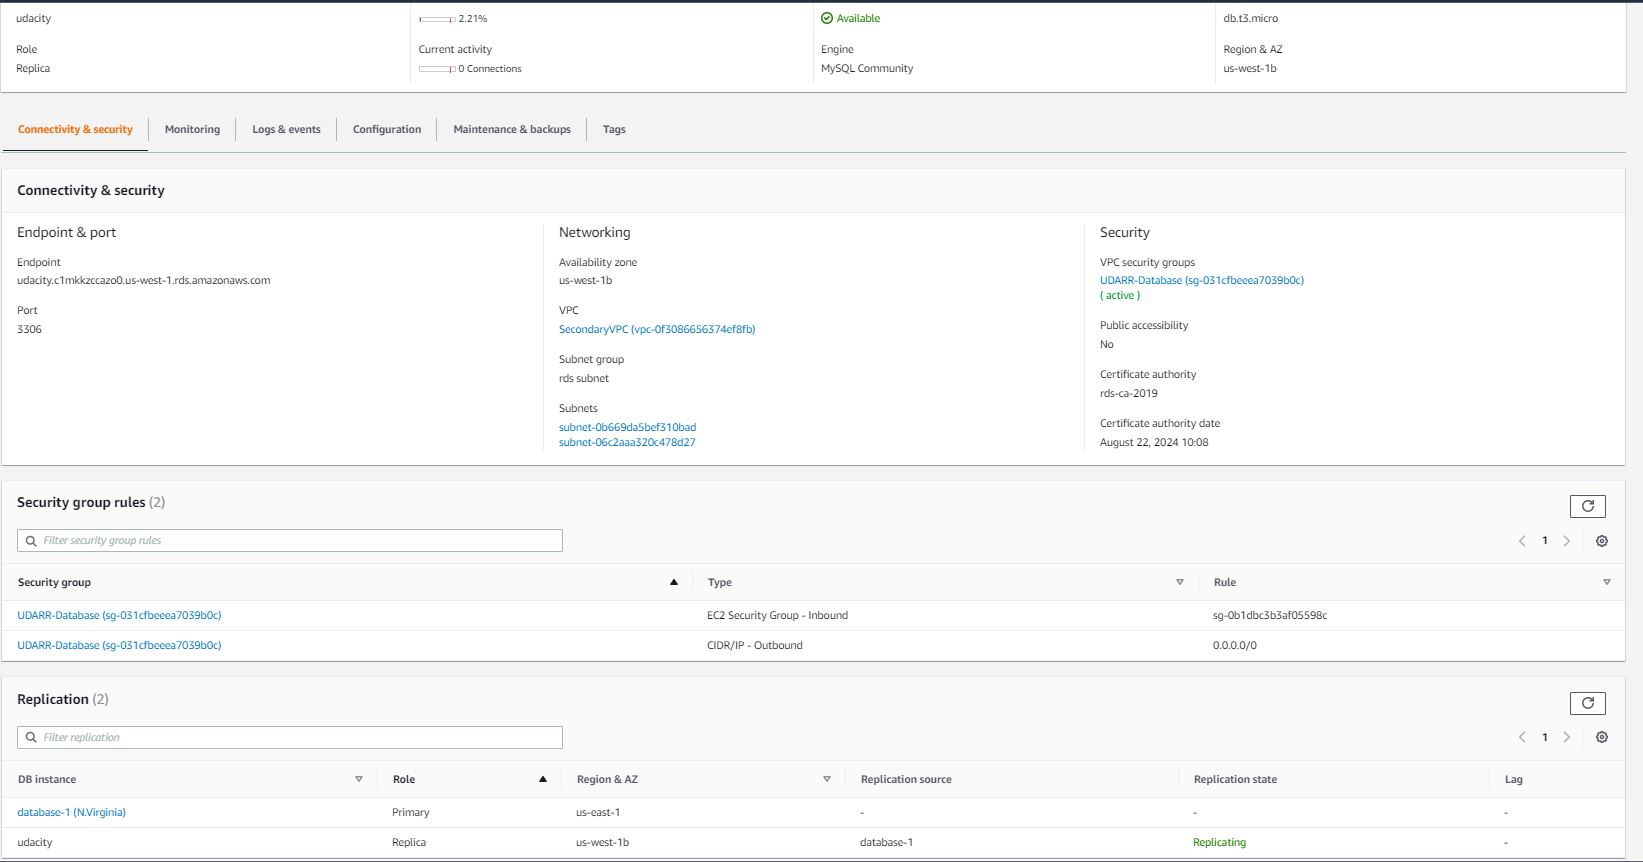 udacity 2.21% Available db.t3.micro
Role Current activity Engine Region & AZ
Replica 0 Connections MySQL Community us-west-1b
Connectivity & security Monitoring Logs & events Configuration Maintenance & backups Tags
Connectivity & security
Endpoint & port
Endpoint
udacity.c1mkkzccazo0.us-west-1.rds.amazonaws.com
Port
3306
Networking
Availability zone
us-west-1b
VPC
SecondaryVPC (vpc-0f3086656374ef8fb)
Subnet group
rds subnet
Subnets
subnet-0b669da5bef310bad
subnet-06c2aaa320c478d27
Security
VPC security groups
UDARR-Database (sg-031cfbeeea7039b0c)
( active )
Public accessibility
No
Certificate authority
rds-ca-2019
Certificate authority date
August 22, 2024 10:08
Security group rules (2)
Filter security group rules
1
Security group Type Rule
UDARR-Database (sg-031cfbeeea7039b0c) EC2 Security Group - Inbound sg-0b1dbc3b3af05598c
UDARR-Database (sg-031cfbeeea7039b0c) CIDR/IP - Outbound 0.0.0.0/0
Replication (2)
Filter replication
1
DB instance Role Region & AZ Replication source Replication state Lag
database-1 (N.Virginia) Primary us-east-1 - - -
udacity Replica us-west-1b database-1 Replicating -